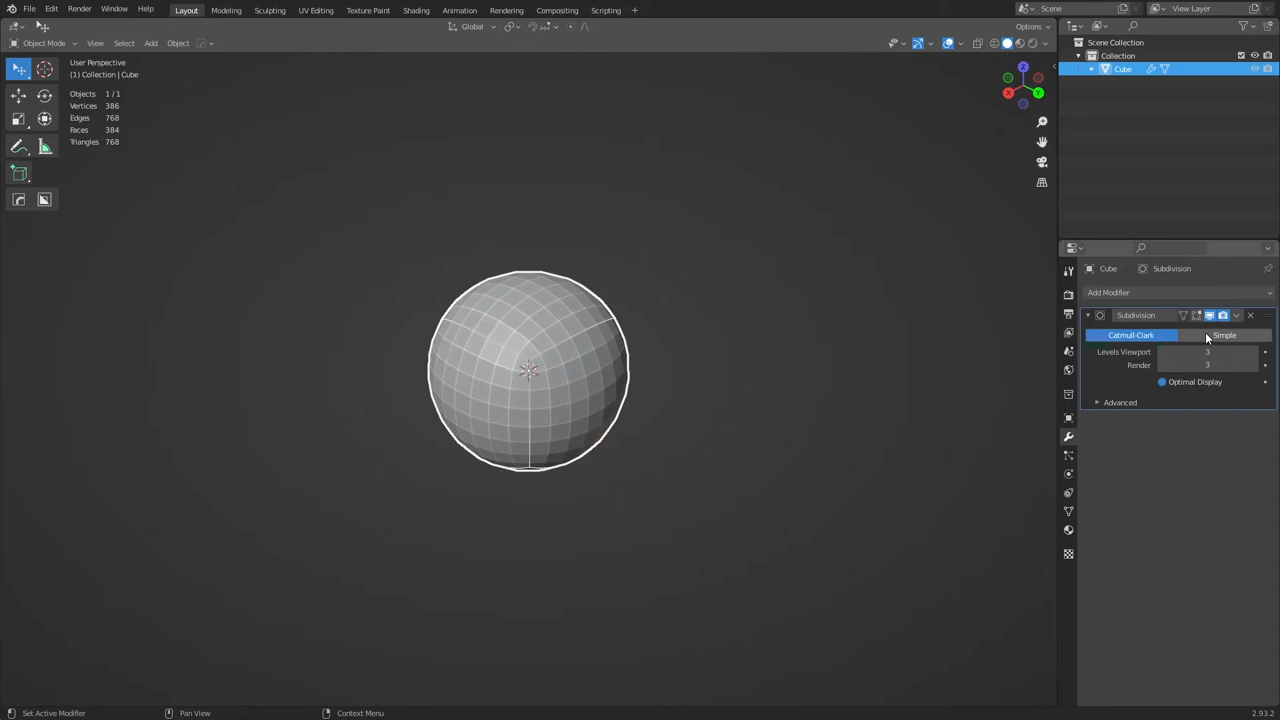 File Edit Render Window Help Layout Modeling Sculpting UV Editing Texture Paint Shading Animation Rendering Compositing Scripting + Scene View Layer
Global Options
Object Mode View Select Add Object
User Perspective
(1) Collection | Cube
Objects 1/1
Vertices 386
Edges 768
Faces 384
Triangles 768
Z
X Y
Scene Collection
Collection
Cube
Cube Subdivision
Add Modifier
Subdivision
Catmull-Clark Simple
Levels Viewport 3
Render 3
Optimal Display
Advanced
Set Active Modifier Pan View Context Menu 2.93.2